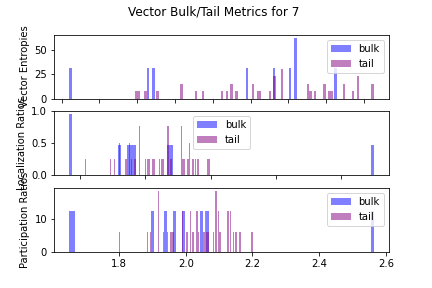 Vector Bulk/Tail Metrics for 7
Vector Entropies
50
25
0
bulk
tail
Localization Ratios
1.0
0.5
0.0
bulk
tail
Participation Ratios
10
0
bulk
tail
1.8
2.0
2.2
2.4
2.6